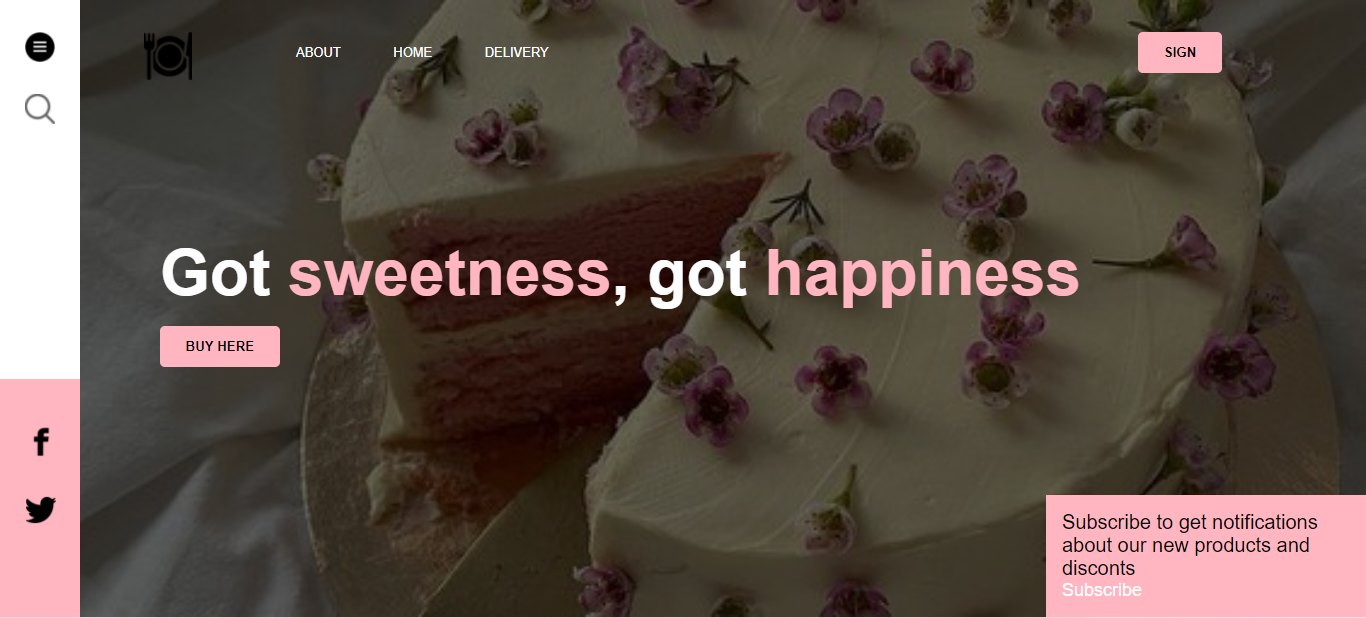 ABOUT HOME DELIVERY SIGN
Got sweetness, got happiness
BUY HERE
Subscribe to get notifications
about our new products and
disconts
Subscribe